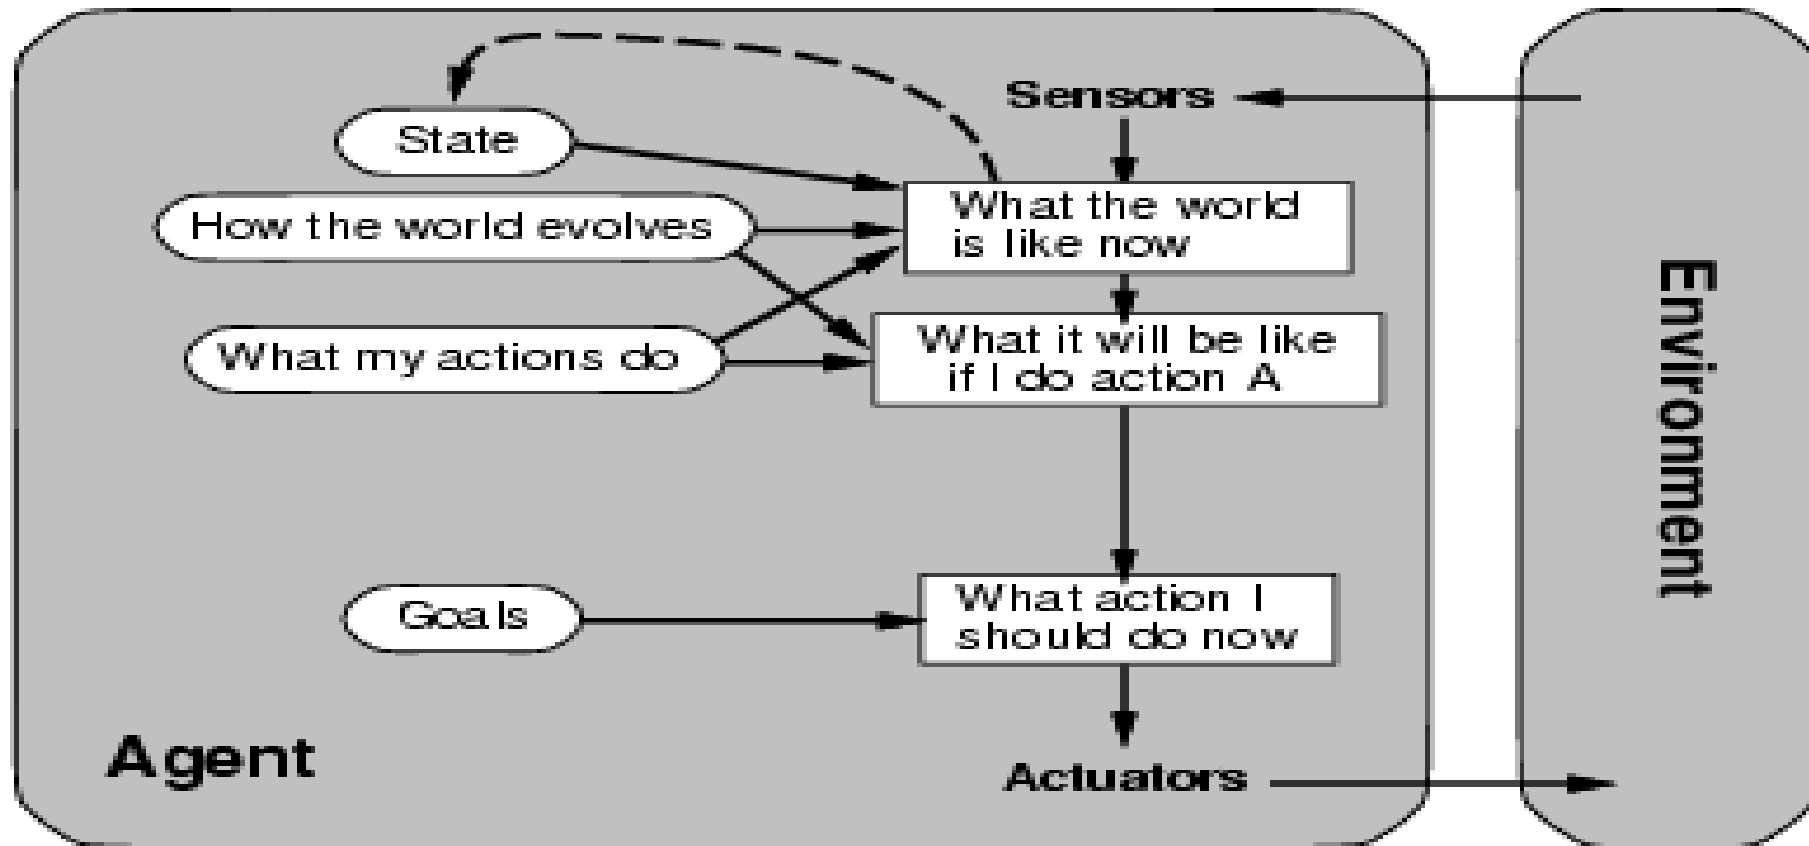 Sensors
State
What the world
is like now
How the world evolves
What it will be like
if I do action A
What my actions do
Environment
Goals
What action I
should do now
Agent
Actuators